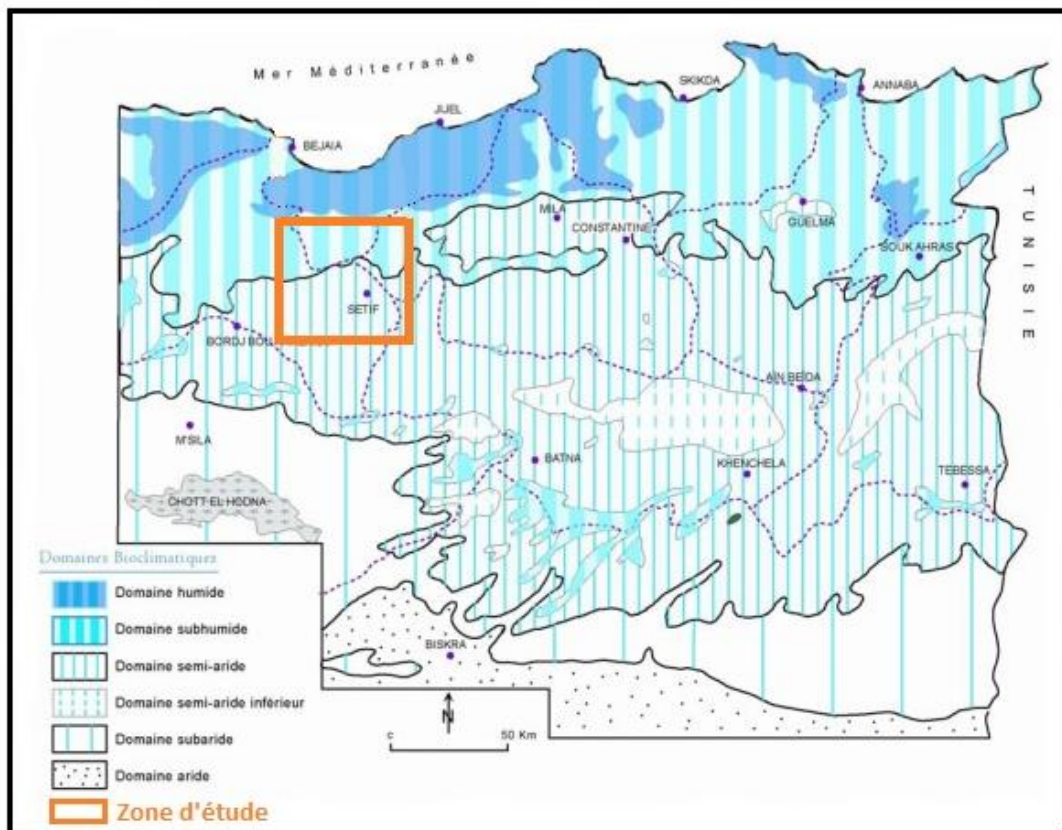 Mer Méditerranée
SKIKDA
ANNABA
JIJEL
BEJAIA
TUNISIE
MILA
GUELMA
CONSTANTINE
SOUK AHRAS
SETIF
BORDJ BOU
AIN BEIDA
M'SILA
BATNA
KHENCHELA
TEBESSA
CHOTT EL HODNA
Domaines Bioclimatiquez
Domaine humide
Domaine subhumide
Domaine semi-aride
Domaine semi-aride inférieur
Domaine subaride
Domaine aride
Zone d'étude
BISKRA
N
c 50 Km